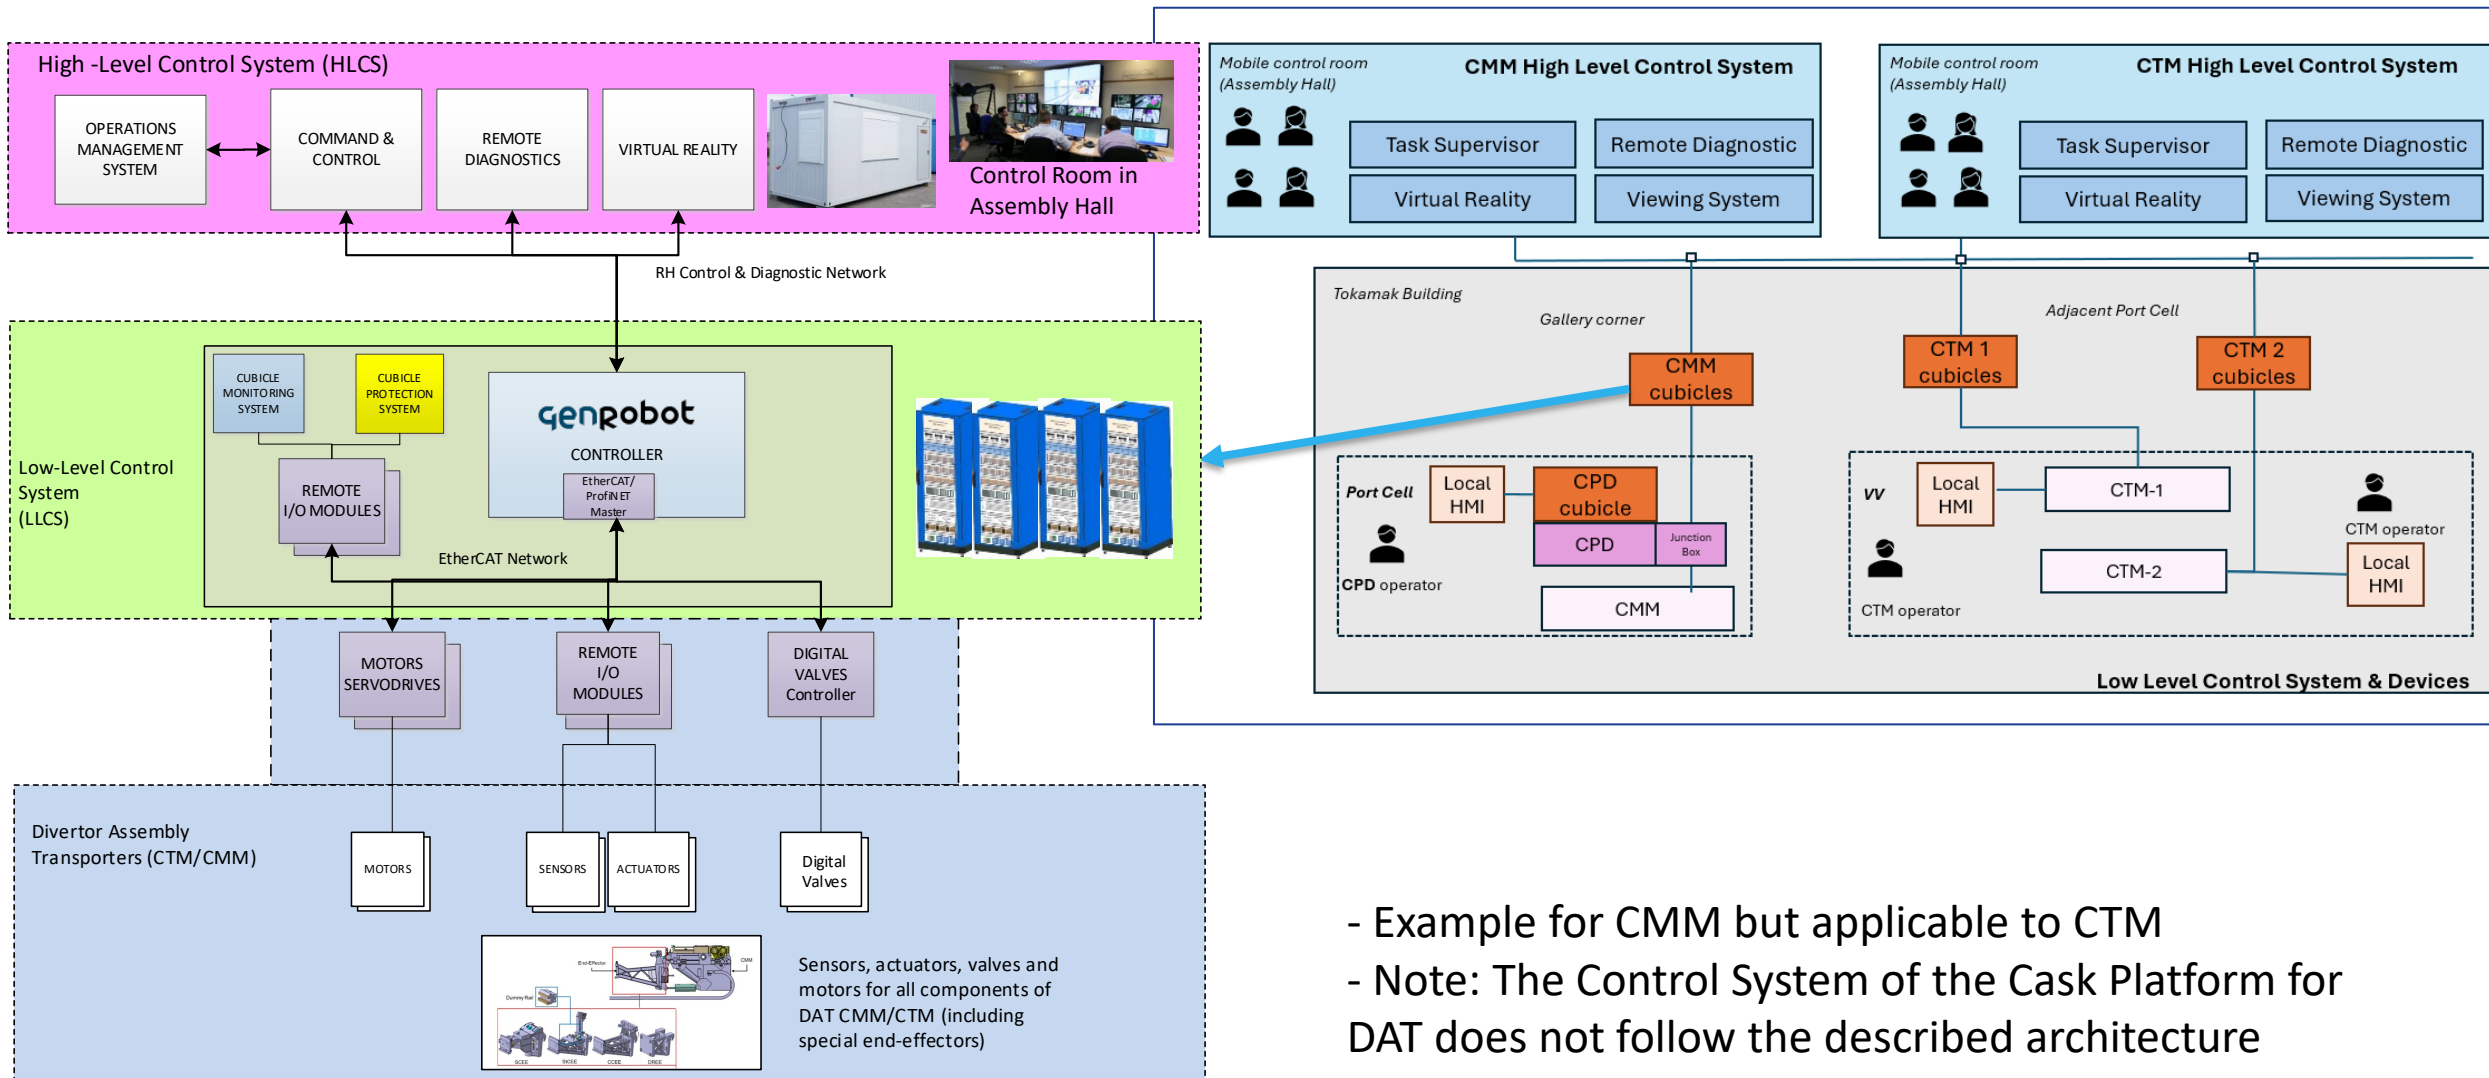 High -Level Control System (HLCS)
OPERATIONS
MANAGEMENT
SYSTEM
COMMAND &
CONTROL
REMOTE
DIAGNOSTICS
VIRTUAL REALITY
Control Room in
Assembly Hall
RH Control & Diagnostic Network
Low-Level Control
System
(LLCS)
CUBICLE
MONITORING
SYSTEM
CUBICLE
PROTECTION
SYSTEM
REMOTE
I/O MODULES
genrobot
CONTROLLER
EtherCAT/
ProfiNET
Master
EtherCAT Network
MOTORS
SERVODRIVES
REMOTE
I/O
MODULES
DIGITAL
VALVES
Controller
Divertor Assembly
Transporters (CTM/CMM)
MOTORS
SENSORS
ACTUATORS
Digital
Valves
End-Effector
CMM
Dummy Rail
SCEE
SICEE
CCEE
DREE
Sensors, actuators, valves and
motors for all components of
DAT CMM/CTM (including
special end-effectors)
Mobile control room
(Assembly Hall)
CMM High Level Control System
Task Supervisor
Remote Diagnostic
Virtual Reality
Viewing System
Mobile control room
(Assembly Hall)
CTM High Level Control System
Task Supervisor
Remote Diagnostic
Virtual Reality
Viewing System
Tokamak Building
Gallery corner
Adjacent Port Cell
CMM
cubicles
CTM 1
cubicles
CTM 2
cubicles
Port Cell
Local
HMI
CPD
cubicle
CPD
Junction
Box
CPD operator
CMM
VV
Local
HMI
CTM-1
CTM operator
CTM-2
Local
HMI
CTM operator
Low Level Control System & Devices
- Example for CMM but applicable to CTM
- Note: The Control System of the Cask Platform for
DAT does not follow the described architecture